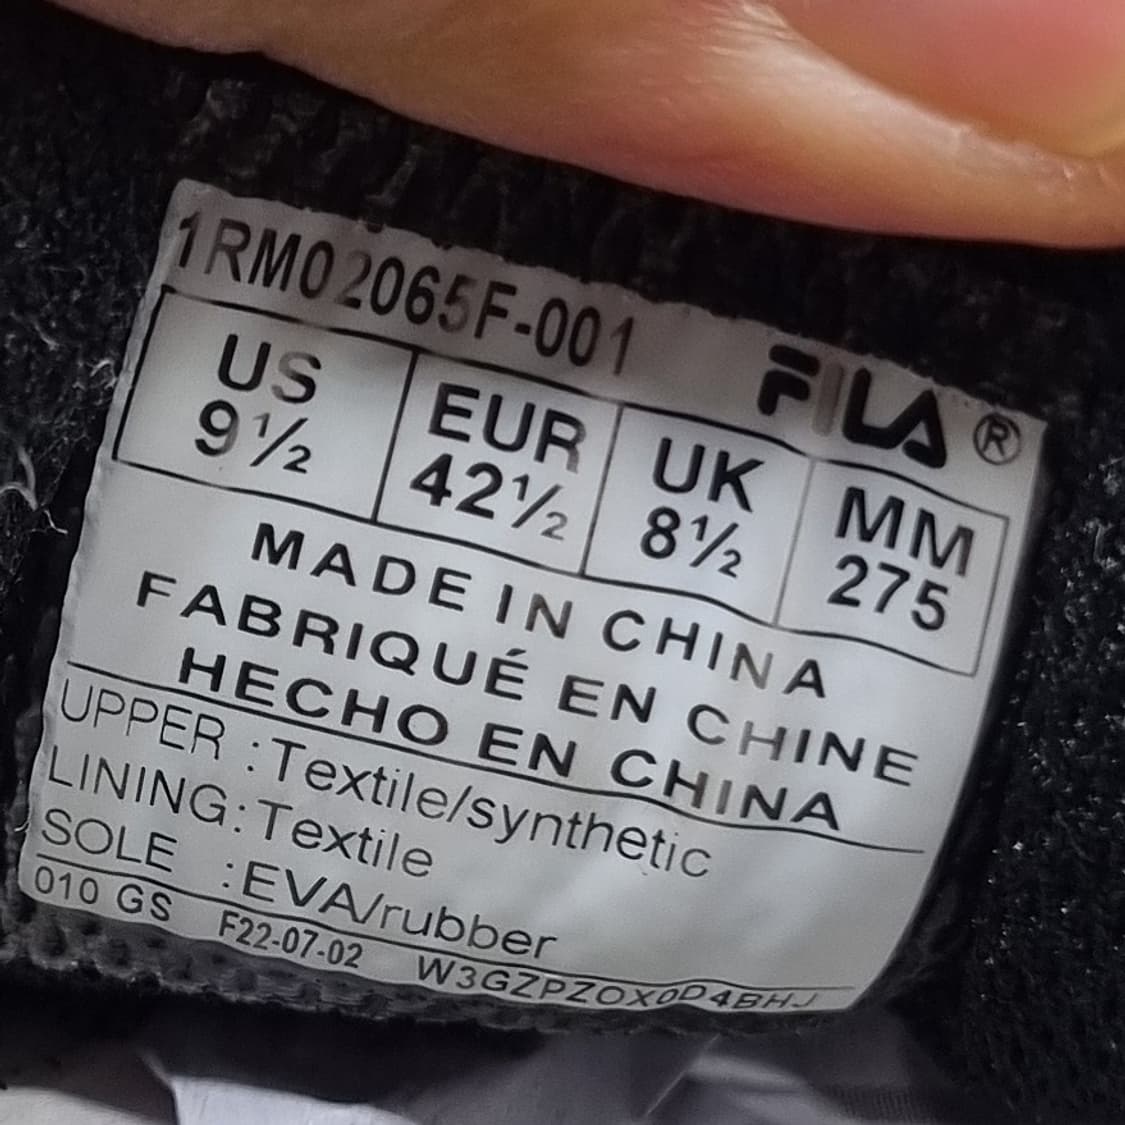 1RM02065F-001
FILA®
US EUR UK MM
9½ 42½ 8½ 275
MADE IN CHINA
FABRIQUÉ EN CHINE
HECHO EN CHINA
UPPER :Textile/synthetic
LINING:Textile
SOLE :EVA/rubber
010 GS F22-07-02 W3GZPZOX0D4BHJ